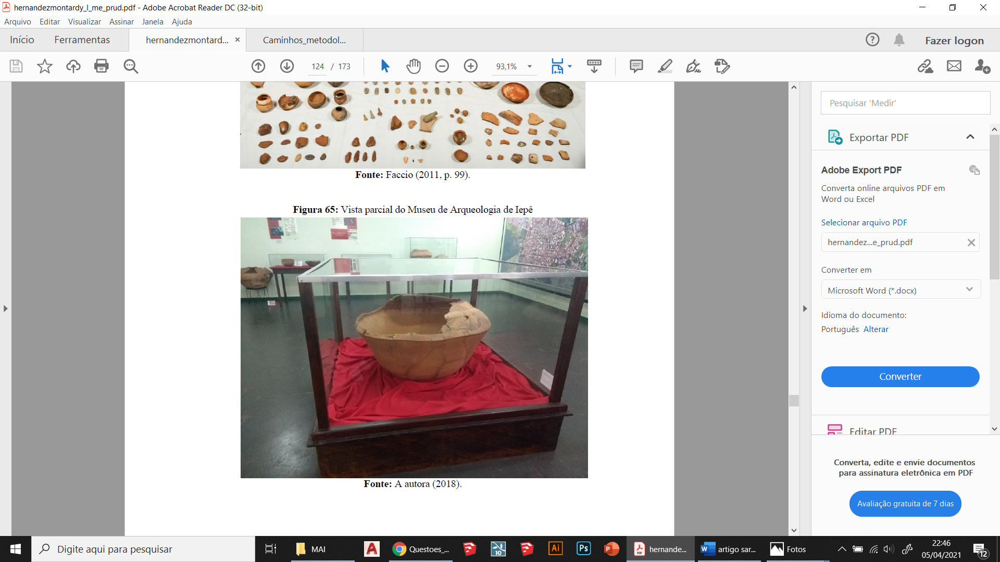 hernandezmontardy_l_me_prud.pdf - Adobe Acrobat Reader DC (32-bit)
Arquivo Editar Visualizar Assinar Janela Ajuda
Início Ferramentas hernandezmontard... × Caminhos_metodol... Fazer logon
124 / 173 93,1%
Fonte: Faccio (2011, p. 99).
Figura 65: Vista parcial do Museu de Arqueologia de Iepê
Fonte: A autora (2018).
Pesquisar 'Medir'
Exportar PDF
Adobe Export PDF
Converta online arquivos PDF em
Word ou Excel
Selecionar arquivo PDF
hernandez...e_prud.pdf
Converter em
Microsoft Word (*.docx)
Idioma do documento:
Português Alterar
Converter
Editar PDF
Converta, edite e envie documentos
para assinatura eletrônica em PDF
Avaliação gratuita de 7 dias
Digite aqui para pesquisar
MAI
A
Questoes_...
10
Ai
Ps
P
hernande...
W
artigo sar...
Fotos
22:46
05/04/2021
12